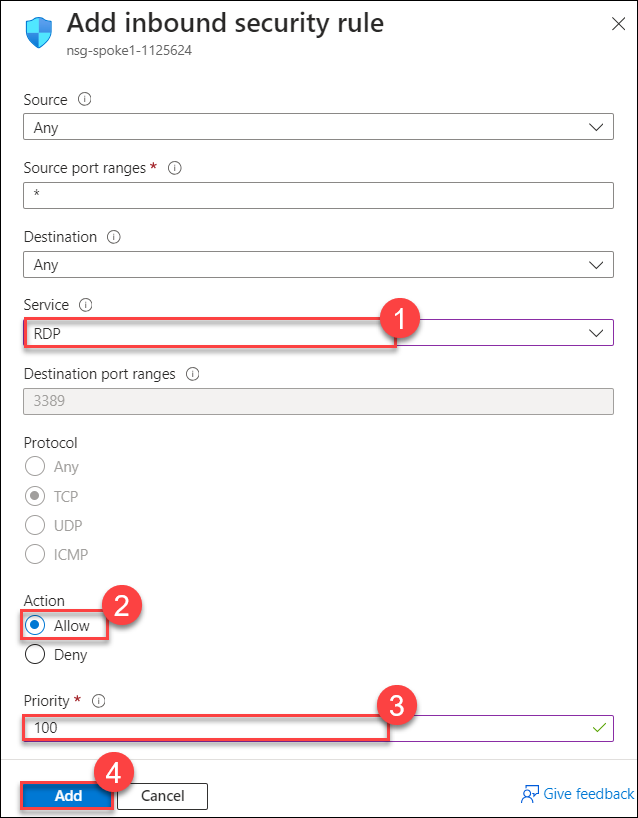 Add inbound security rule
nsg-spoke1-1125624
Source
Any
Source port ranges *
*
Destination
Any
Service
1
RDP
Destination port ranges
3389
Protocol
Any
TCP
UDP
ICMP
Action
2
Allow
Deny
Priority *
3
100
4
Add Cancel Give feedback